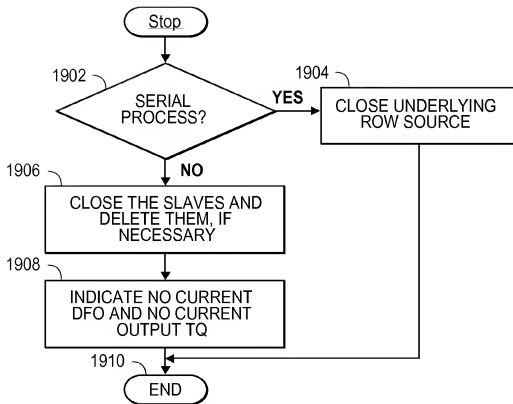 Stop
1902
SERIAL
PROCESS?
YES
1904
CLOSE UNDERLYING
ROW SOURCE
NO
1906
CLOSE THE SLAVES AND
DELETE THEM, IF
NECESSARY
1908
INDICATE NO CURRENT
DFO AND NO CURRENT
OUTPUT TQ
1910
END